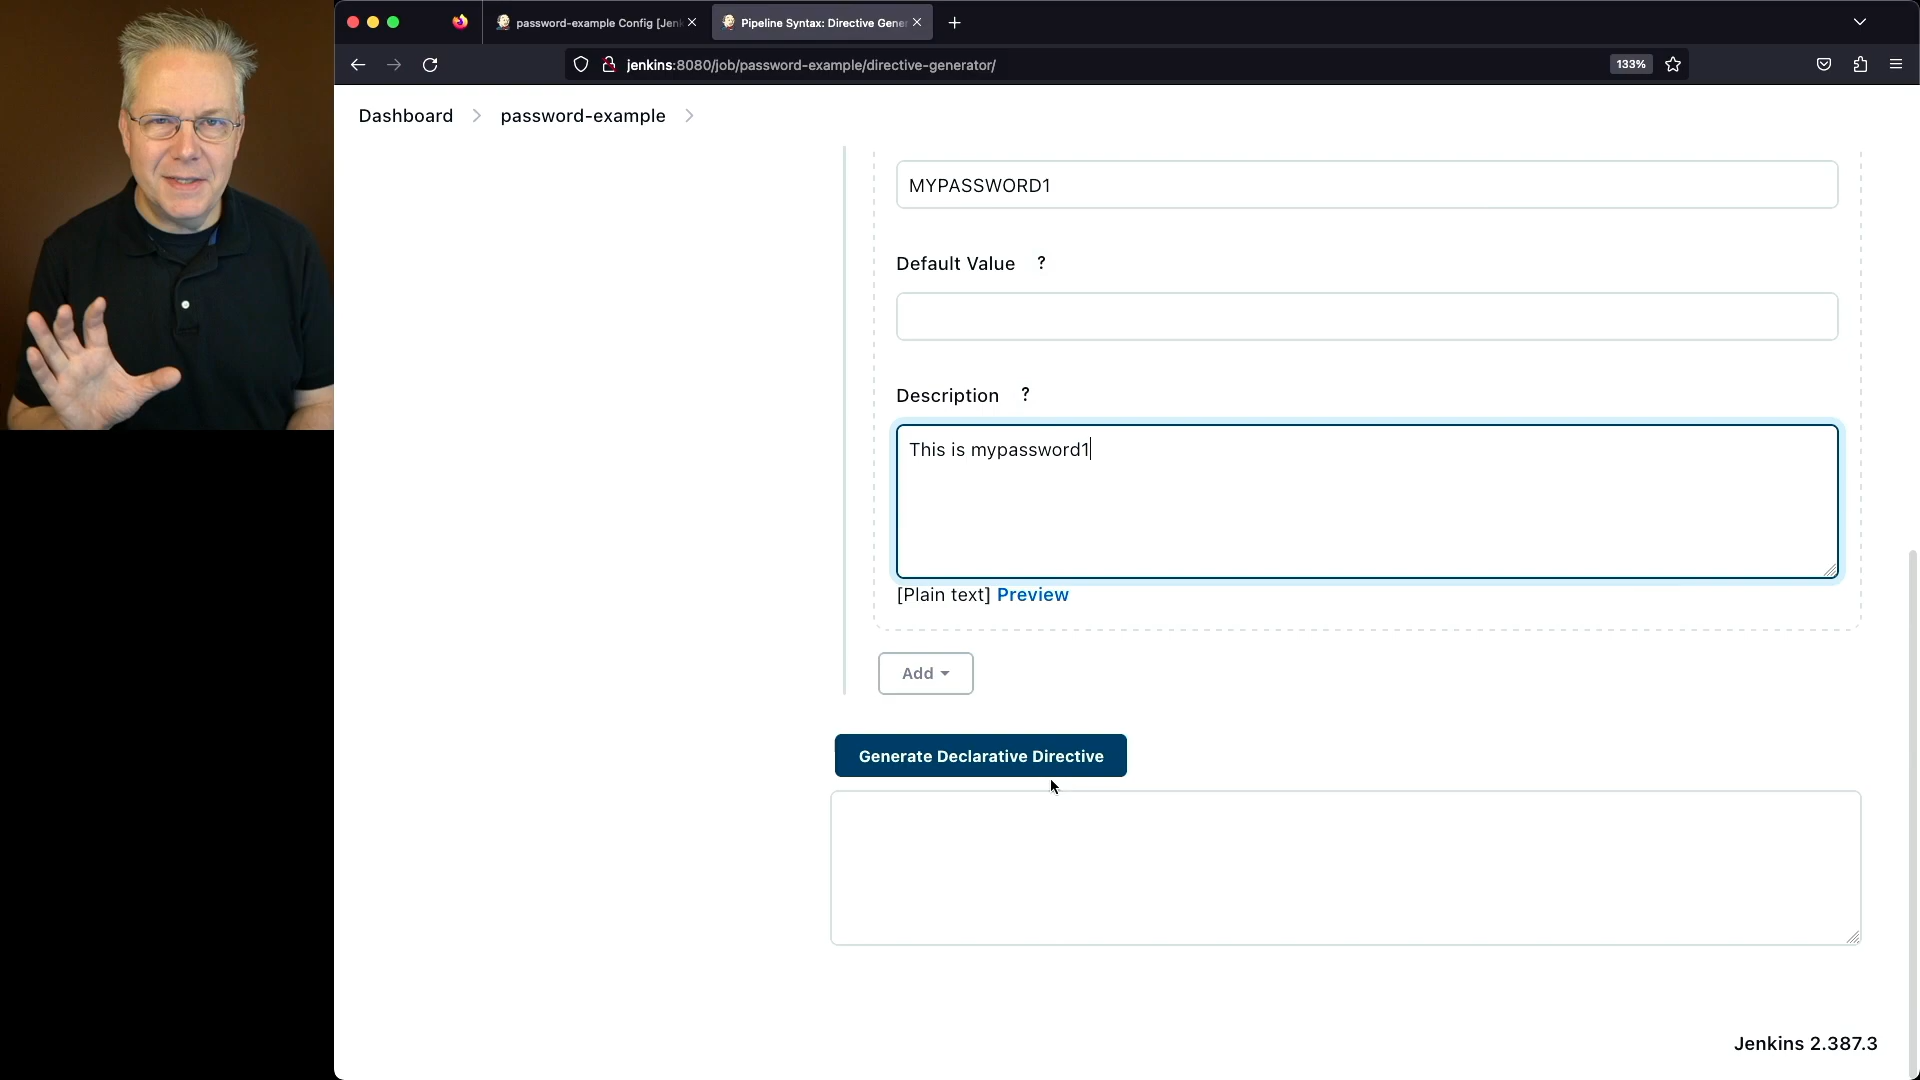 password-example Config [Jen
Pipeline Syntax: Directive Gene
jenkins:8080/job/password-example/directive-generator/
133%
Dashboard
password-example
MYPASSWORD1
Default Value ?
Description ?
This is mypassword1
[Plain text] Preview
Add
Generate Declarative Directive
Jenkins 2.387.3